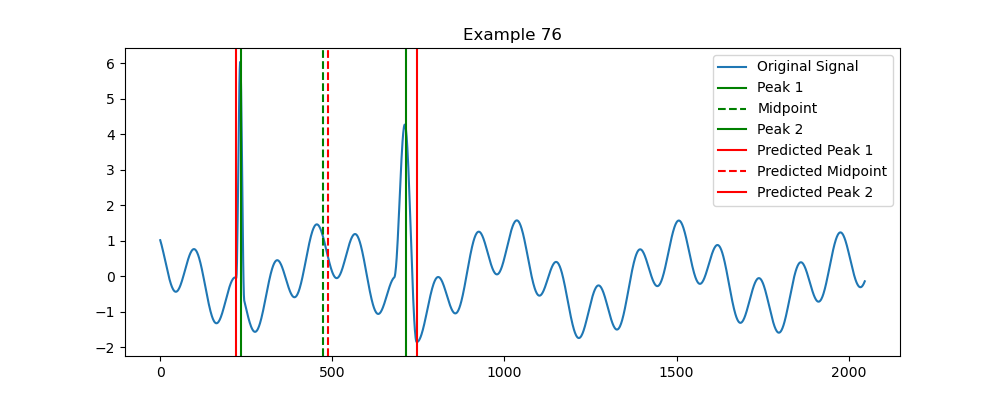 Example 76
6
5
4
3
2
1
0
−1
−2
0
500
1000
1500
2000
Original Signal
Peak 1
Midpoint
Peak 2
Predicted Peak 1
Predicted Midpoint
Predicted Peak 2